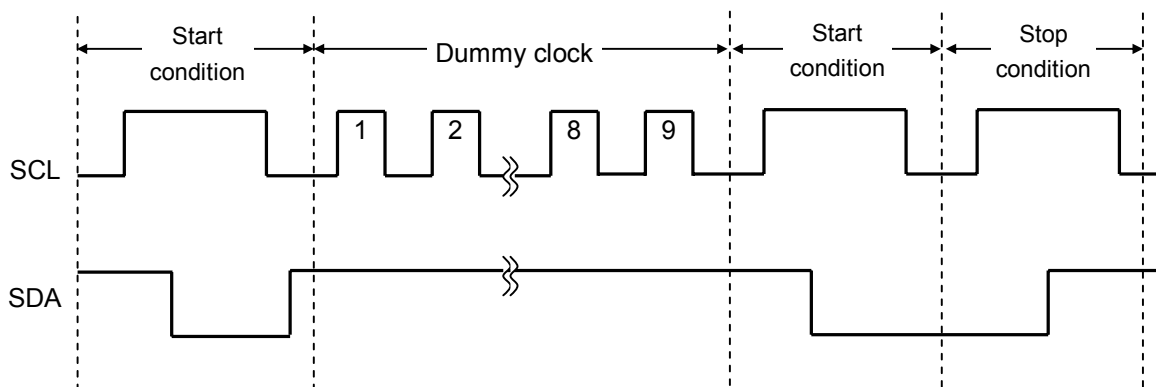 Start
condition
Dummy clock
Start
condition
Stop
condition
SCL
1
2
8
9
SDA